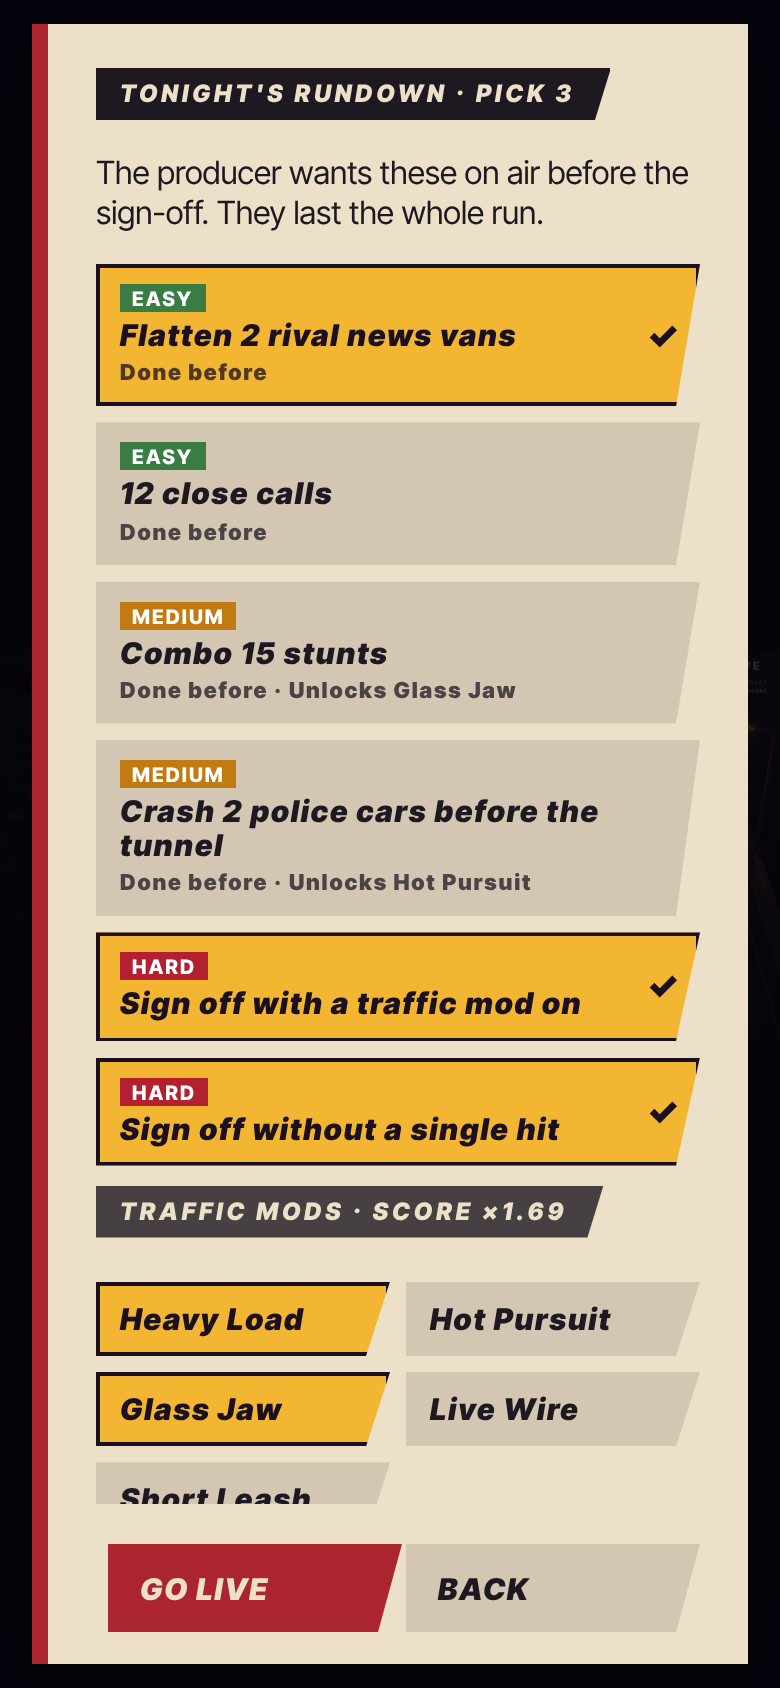 TONIGHT'S RUNDOWN · PICK 3
The producer wants these on air before the
sign-off. They last the whole run.
EASY
Flatten 2 rival news vans
Done before
EASY
12 close calls
Done before
MEDIUM
Combo 15 stunts
Done before · Unlocks Glass Jaw
MEDIUM
Crash 2 police cars before the
tunnel
Done before · Unlocks Hot Pursuit
HARD
Sign off with a traffic mod on
HARD
Sign off without a single hit
TRAFFIC MODS · SCORE ×1.69
Heavy Load
Hot Pursuit
Glass Jaw
Live Wire
Short Leash
GO LIVE
BACK